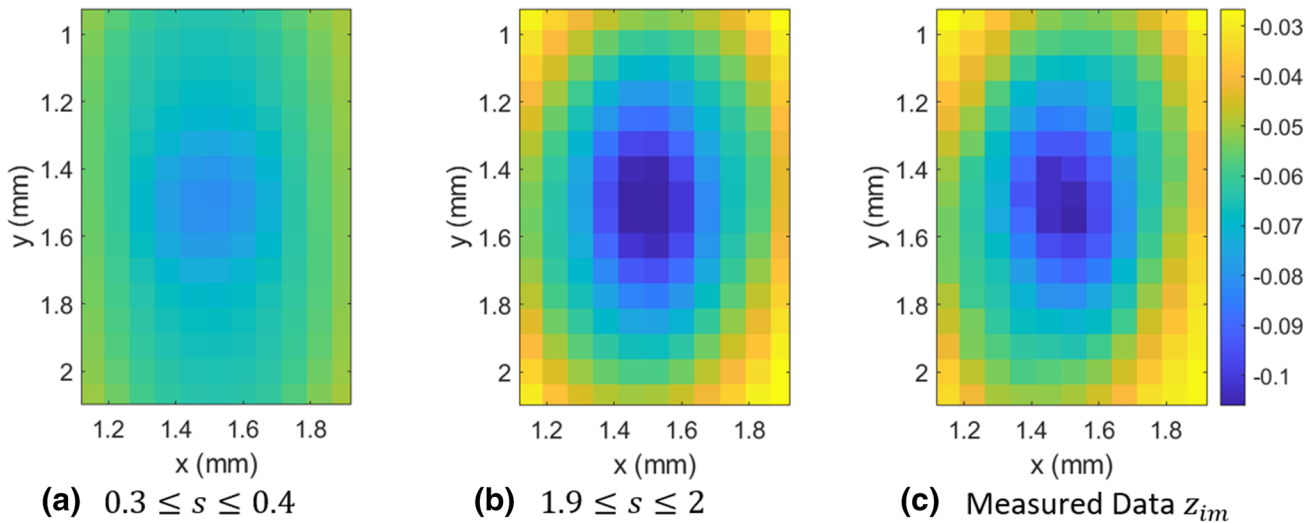 1
1.2
1.4
1.6
1.8
2
y (mm)
1.2 1.4 1.6 1.8
x (mm)
(a) 0.3 ≤ s ≤ 0.4
1
1.2
1.4
1.6
1.8
2
y (mm)
1.2 1.4 1.6 1.8
x (mm)
(b) 1.9 ≤ s ≤ 2
1
1.2
1.4
1.6
1.8
2
y (mm)
1.2 1.4 1.6 1.8
x (mm)
(c) Measured Data z_im
-0.03
-0.04
-0.05
-0.06
-0.07
-0.08
-0.09
-0.1